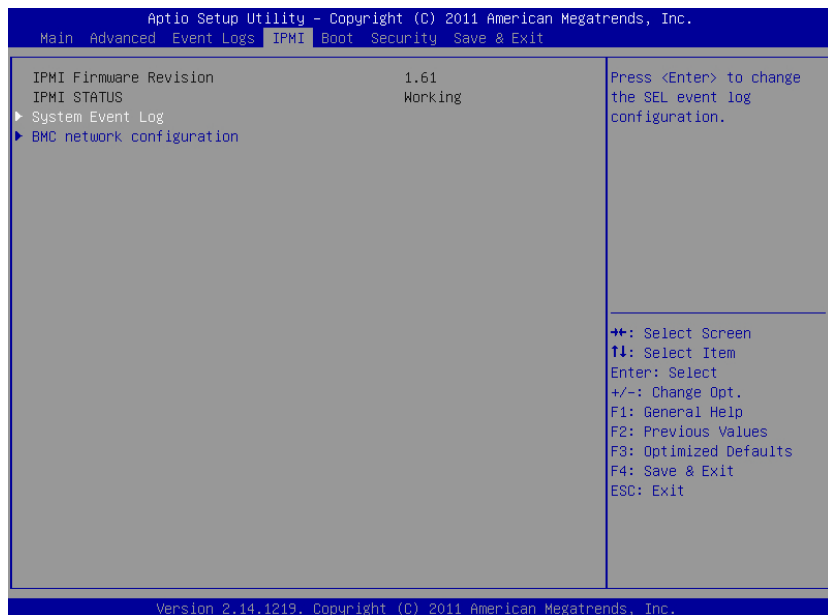 Aptio Setup Utility – Copyright (C) 2011 American Megatrends, Inc.
Main Advanced Event Logs IPMI Boot Security Save & Exit
IPMI Firmware Revision 1.61
IPMI STATUS Working
▶ System Event Log
▶ BMC network configuration
Press <Enter> to change
the SEL event log
configuration.
→←: Select Screen
↑↓: Select Item
Enter: Select
+/-: Change Opt.
F1: General Help
F2: Previous Values
F3: Optimized Defaults
F4: Save & Exit
ESC: Exit
Version 2.14.1219. Copyright (C) 2011 American Megatrends, Inc.